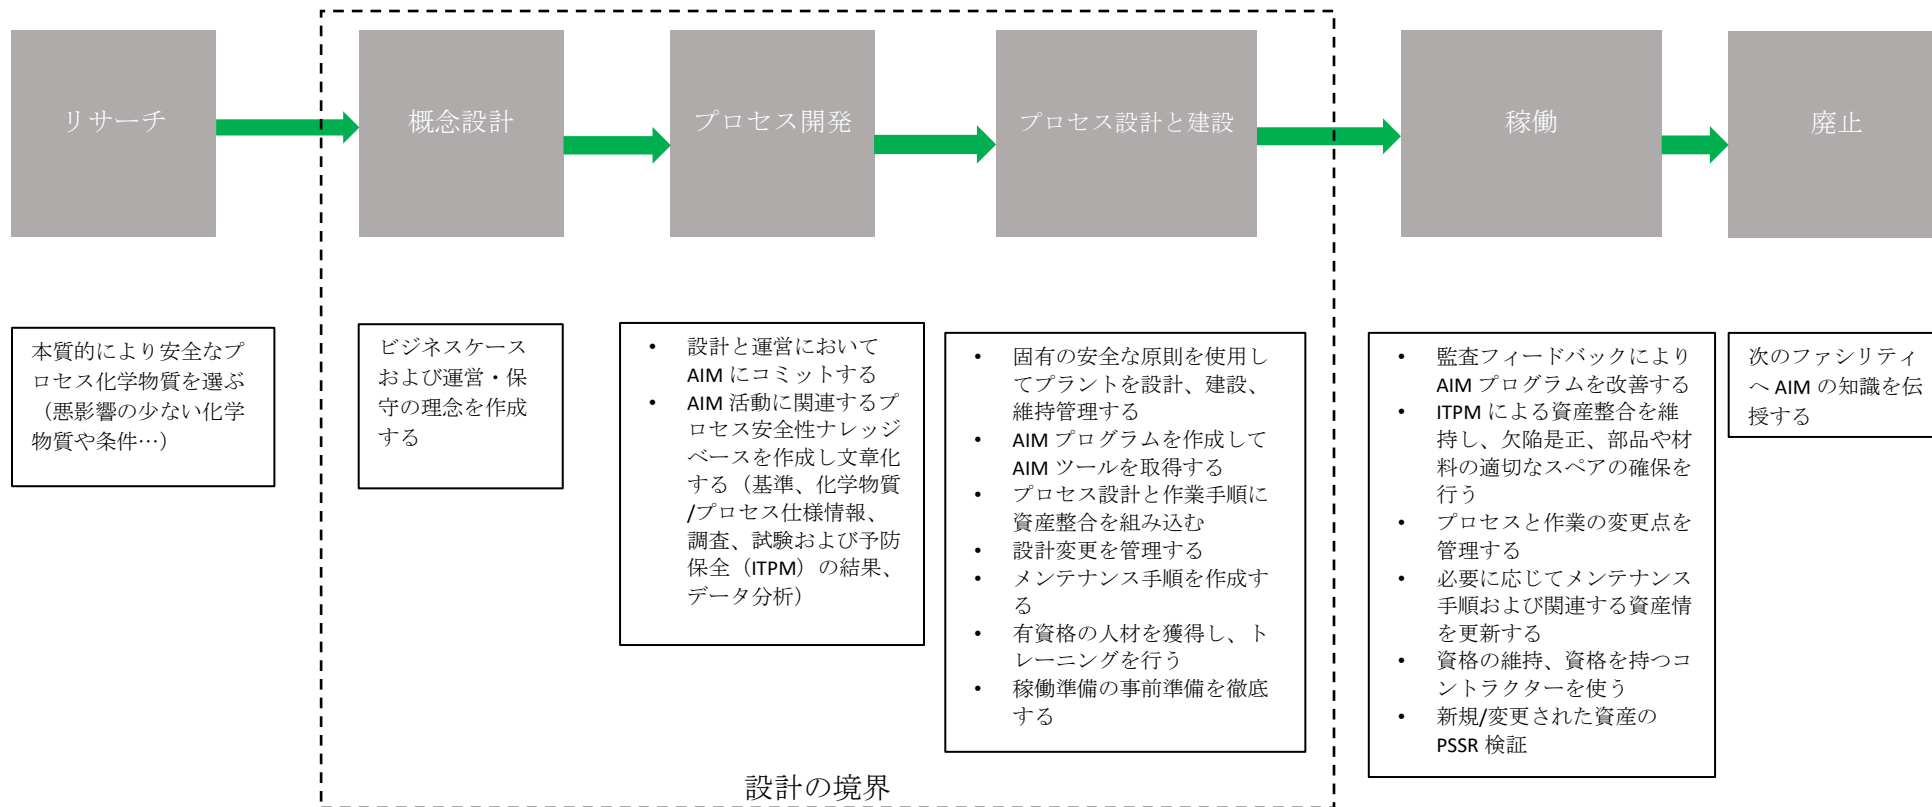 リサーチ
概念設計
プロセス開発
プロセス設計と建設
稼働
廃止
本質的により安全なプ
ロセス化学物質を選ぶ
（悪影響の少ない化学
物質や条件…）
ビジネスケース
および運営・保
守の理念を作成
する
• 設計と運営において
AIM にコミットする
• AIM 活動に関連するプ
ロセス安全性ナレッジ
ベースを作成し文章化
する（基準、化学物質
/プロセス仕様情報、
調査、試験および予防
保全（ITPM）の結果、
データ分析）
• 固有の安全な原則を使用し
てプラントを設計、建設、
維持管理する
• AIM プログラムを作成して
AIM ツールを取得する
• プロセス設計と作業手順に
資産整合を組み込む
• 設計変更を管理する
• メンテナンス手順を作成す
る
• 有資格の人材を獲得し、ト
レーニングを行う
• 稼働準備の事前準備を徹底
する
• 監査フィードバックにより
AIM プログラムを改善する
• ITPM による資産整合を維
持し、欠陥是正、部品や材
料の適切なスペアの確保を
行う
• プロセスと作業の変更点を
管理する
• 必要に応じてメンテナンス
手順および関連する資産情
を更新する
• 資格の維持、資格を持つコ
ントラクターを使う
• 新規/変更された資産の
PSSR 検証
次のファシリティ
へ AIM の知識を伝
授する
設計の境界